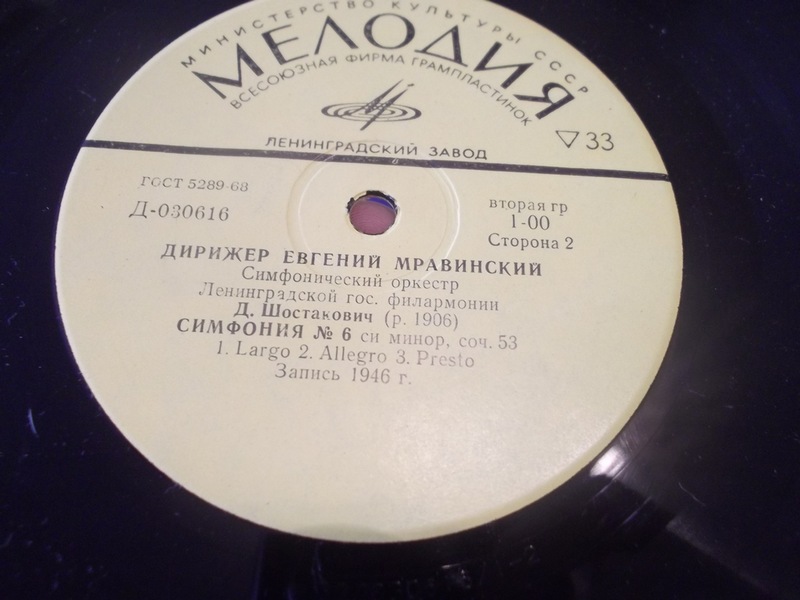 МИНИСТЕРСТВО КУЛЬТУРЫ СССР
МЕЛОДИЯ
ВСЕСОЮЗНАЯ ФИРМА ГРАМПЛАСТИНОК
ЛЕНИНГРАДСКИЙ ЗАВОД
▽33
ГОСТ 5289-68
Д-030616
вторая гр
1-00
Сторона 2
ДИРИЖЕР ЕВГЕНИЙ МРАВИНСКИЙ
Симфонический оркестр
Ленинградской гос. филармонии
Д. Шостакович (р. 1906)
СИМФОНИЯ № 6 си минор, соч. 53
1. Largo 2. Allegro 3. Presto
Запись 1946 г.